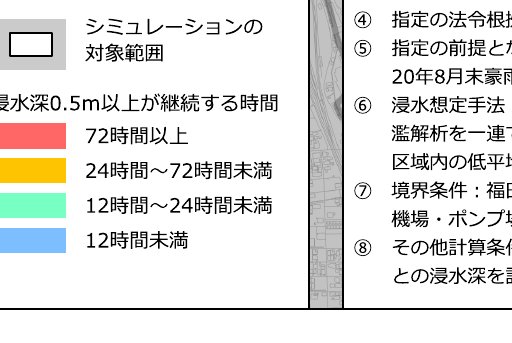 シミュレーションの
対象範囲
浸水深0.5m以上が継続する時間
72時間以上
24時間～72時間未満
12時間～24時間未満
12時間未満
④ 指定の法令根拠
⑤ 指定の前提とな
20年8月末豪雨
⑥ 浸水想定手法：
濫解析を一連で
区域内の低平地
⑦ 境界条件：福田
機場・ポンプ場
⑧ その他計算条件
との浸水深を